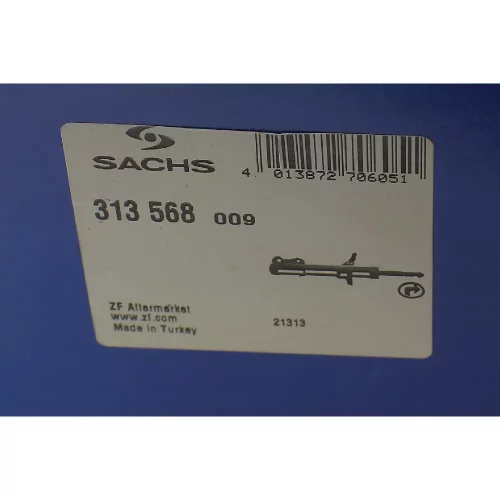 SACHS
4 013872 706051
313 568 009
ZF Aftermarket
www.zf.com
Made in Turkey
21313